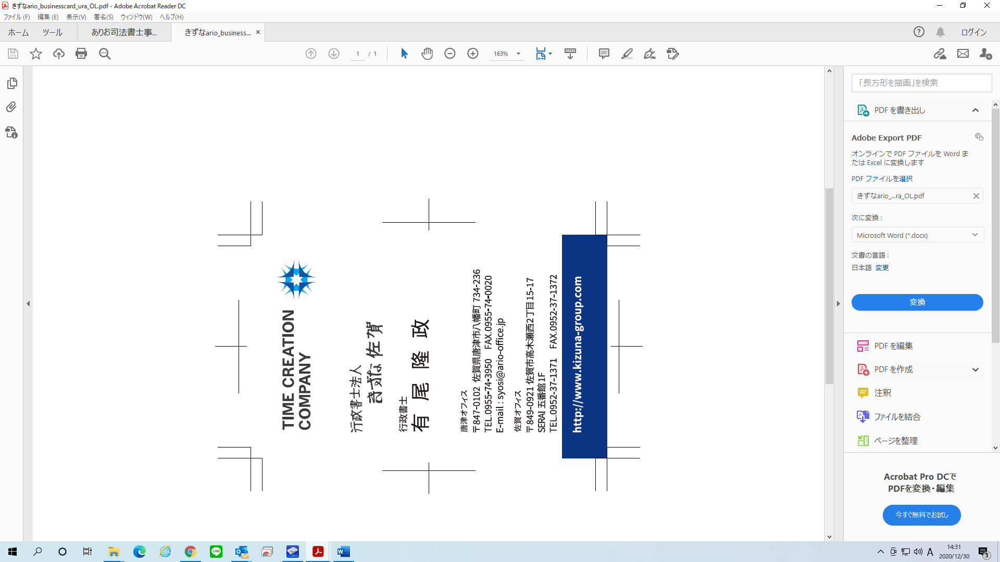 きずなario_businesscard_ura_OL.pdf - Adobe Acrobat Reader DC
ファイル(F) 編集(E) 表示(V) 署名(S) ウィンドウ(W) ヘルプ(H)
ホーム ツール ありお司法書士事... きずなario_business... ×
ログイン
1 / 1 163%
「長方形を描画」を検索
PDF を書き出し
Adobe Export PDF
オンラインで PDF ファイルを Word ま
たは Excel に変換します
PDF ファイルを選択
きずなario_...ra_OL.pdf
次に変換 :
Microsoft Word (*.docx)
文書の言語 :
日本語 変更
変換
PDF を編集
PDF を作成
注釈
ファイルを結合
ページを整理
Acrobat Pro DCで
PDFを変換・編集
今すぐ無料でお試し
TIME CREATION
COMPANY
行政書士法人
きずな佐賀
行政書士
有尾隆政
唐津オフィス
〒847-0102 佐賀県唐津市八幡町 734-236
TEL.0955-74-3950 FAX.0955-74-0020
E-mail : syosi@ario-office.jp
佐賀オフィス
〒849-0921 佐賀市高木瀬西2丁目15-17
SERAI 五番館1F
TEL.0952-37-1371 FAX.0952-37-1372
http://www.kizuna-group.com
LINE
A
14:31
2020/12/30
3